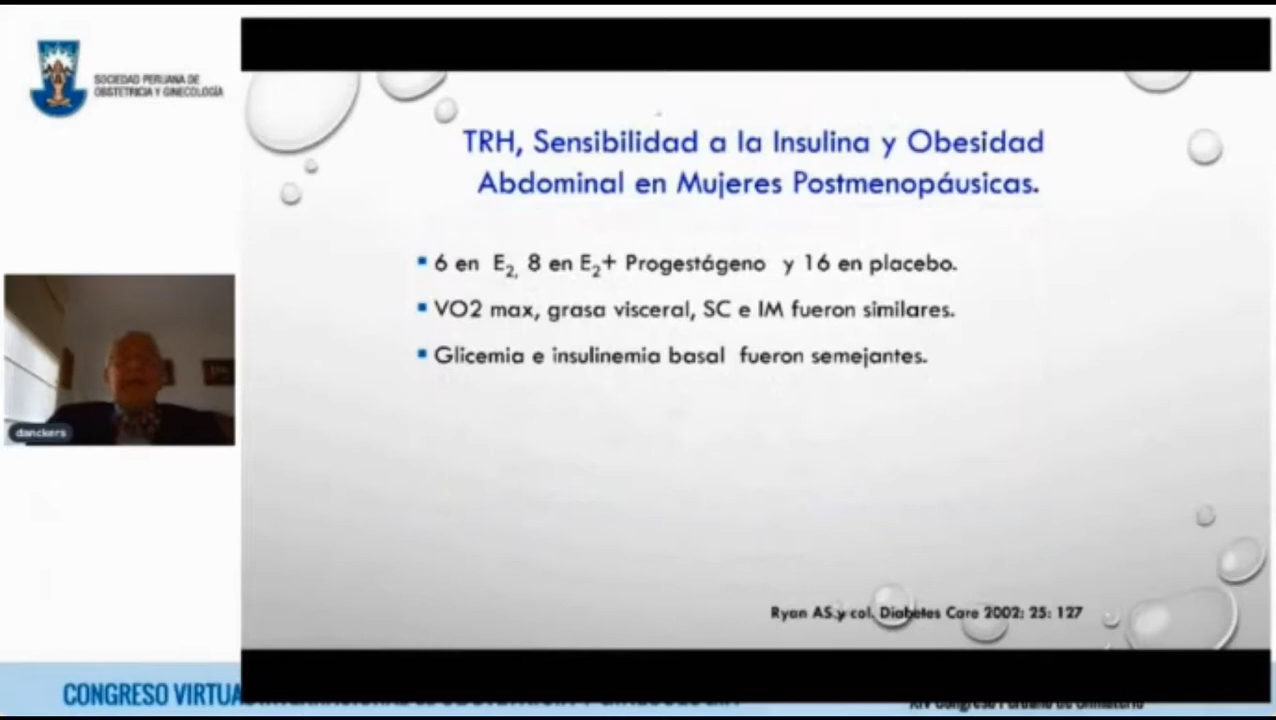 SOCIEDAD PERUANA DE
OBSTETRICIA Y GINECOLOGÍA
TRH, Sensibilidad a la Insulina y Obesidad
Abdominal en Mujeres Postmenopáusicas.
▪ 6 en E2, 8 en E2+ Progestágeno y 16 en placebo.
▪ VO2 max, grasa visceral, SC e IM fueron similares.
▪ Glicemia e insulinemia basal fueron semejantes.
danckers
Ryan AS.y col. Diabetes Care 2002; 25: 127
CONGRESO VIRTUA